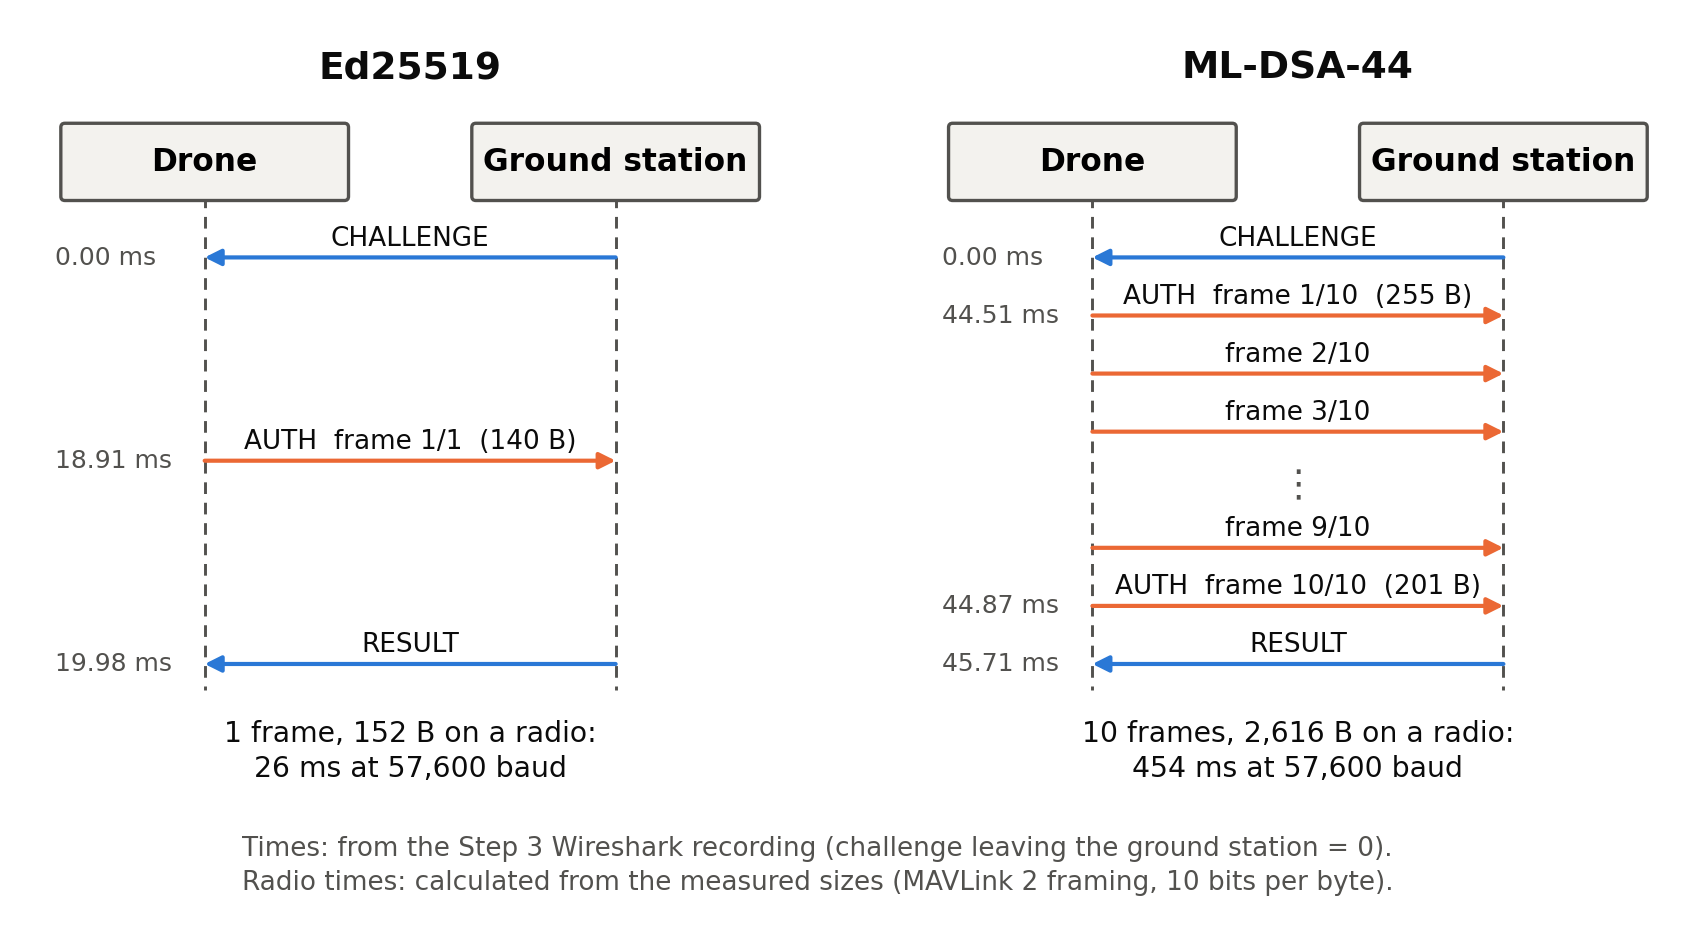 Ed25519
Drone
Ground station
0.00 ms
CHALLENGE
AUTH frame 1/1 (140 B)
18.91 ms
RESULT
19.98 ms
1 frame, 152 B on a radio:
26 ms at 57,600 baud
ML-DSA-44
Drone
Ground station
0.00 ms
CHALLENGE
AUTH frame 1/10 (255 B)
44.51 ms
frame 2/10
frame 3/10
⋮
frame 9/10
AUTH frame 10/10 (201 B)
44.87 ms
RESULT
45.71 ms
10 frames, 2,616 B on a radio:
454 ms at 57,600 baud
Times: from the Step 3 Wireshark recording (challenge leaving the ground station = 0).
Radio times: calculated from the measured sizes (MAVLink 2 framing, 10 bits per byte).